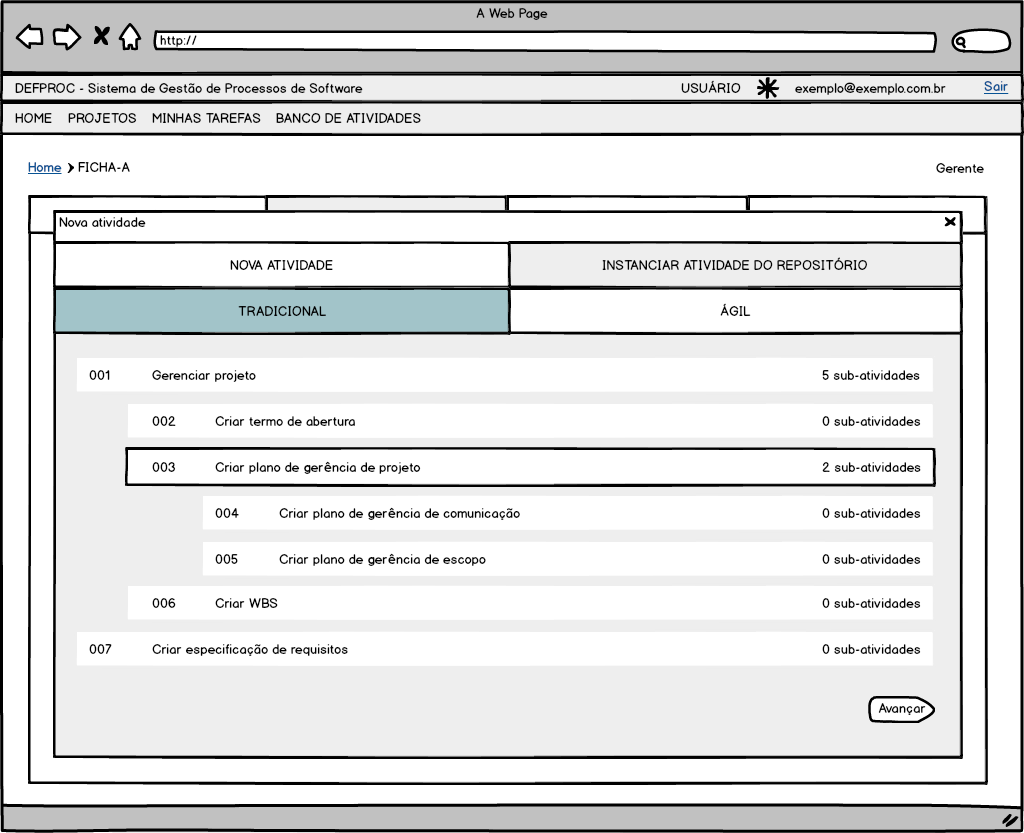 A Web Page
http://
DEFPROC - Sistema de Gestão de Processos de Software USUÁRIO exemplo@exemplo.com.br Sair
HOME PROJETOS MINHAS TAREFAS BANCO DE ATIVIDADES
Home FICHA-A Gerente
Nova atividade
NOVA ATIVIDADE INSTANCIAR ATIVIDADE DO REPOSITÓRIO
TRADICIONAL ÁGIL
001 Gerenciar projeto 5 sub-atividades
002 Criar termo de abertura 0 sub-atividades
003 Criar plano de gerência de projeto 2 sub-atividades
004 Criar plano de gerência de comunicação 0 sub-atividades
005 Criar plano de gerência de escopo 0 sub-atividades
006 Criar WBS 0 sub-atividades
007 Criar especificação de requisitos 0 sub-atividades
Avançar